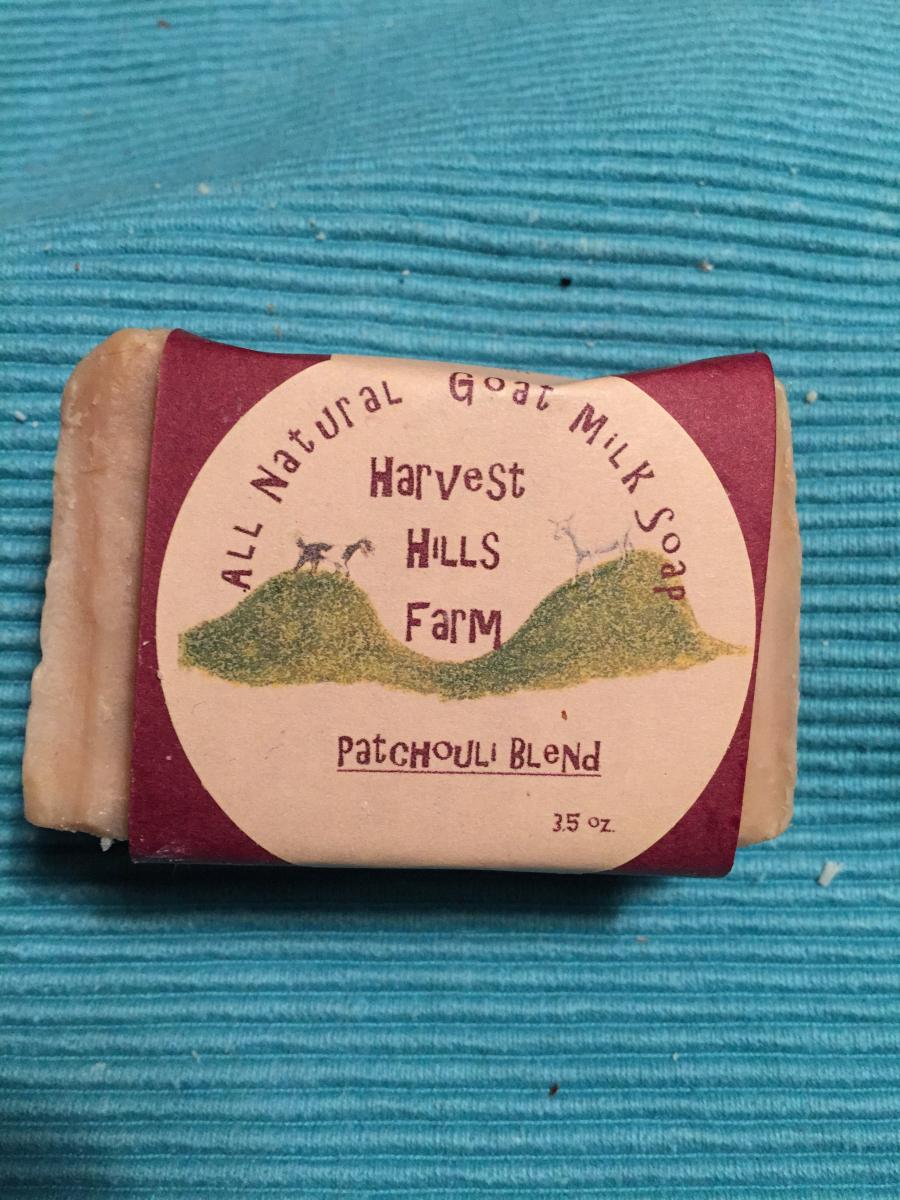 ALL Natural Goat Milk Soap
Harvest
Hills
Farm
Patchouli Blend
3.5 oz.